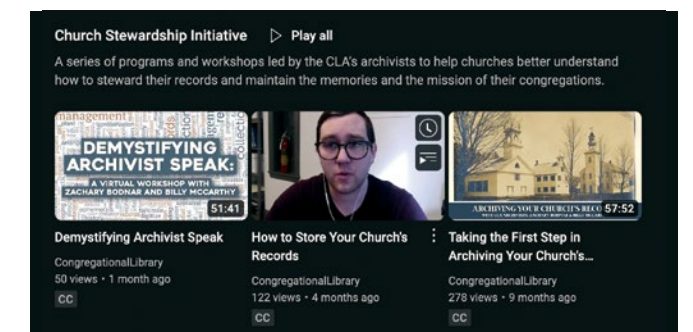 Church Stewardship Initiative Play all
A series of programs and workshops led by the CLA's archivists to help churches better understand
how to steward their records and maintain the memories and the mission of their congregations.
management
collection
DEMYSTIFYING
ARCHIVIST SPEAK:
A VIRTUAL WORKSHOP WITH
ZACHARY BODNAR AND BILLY MCCARTHY
51:41
ARCHIVING YOUR CHURCH'S RECO
57:52
Demystifying Archivist Speak
CongregationalLibrary
50 views • 1 month ago
CC
How to Store Your Church's
Records
CongregationalLibrary
122 views • 4 months ago
CC
Taking the First Step in
Archiving Your Church's...
CongregationalLibrary
278 views • 9 months ago
CC